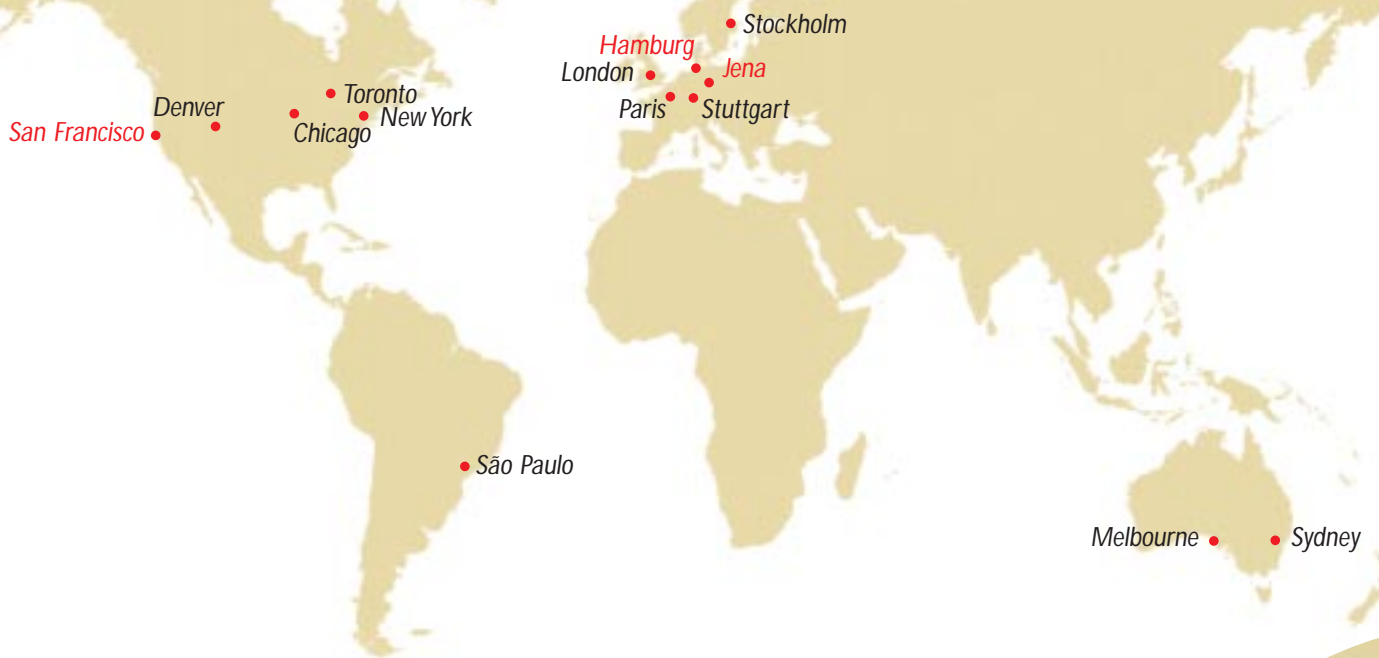 Stockholm
Hamburg
London
Jena
Paris
Stuttgart
Toronto
Denver
New York
San Francisco
Chicago
São Paulo
Melbourne
Sydney